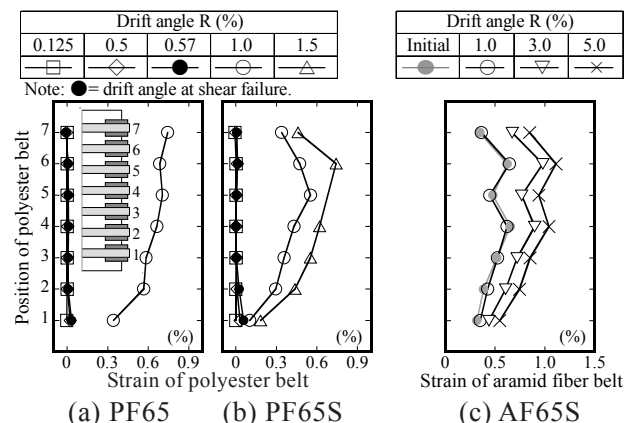 Drift angle R (%)
0.125 0.5 0.57 1.0 1.5
Note: ●= drift angle at shear failure.
Drift angle R (%)
Initial 1.0 3.0 5.0
Position of polyester belt
7
6
5
4
3
2
1
7
6
5
4
3
2
1
(%)
0 0.3 0.6 0.9
(%)
0 0.3 0.6 0.9
Strain of polyester belt
(a) PF65 (b) PF65S
(%)
0 0.5 1.0 1.5
Strain of aramid fiber belt
(c) AF65S